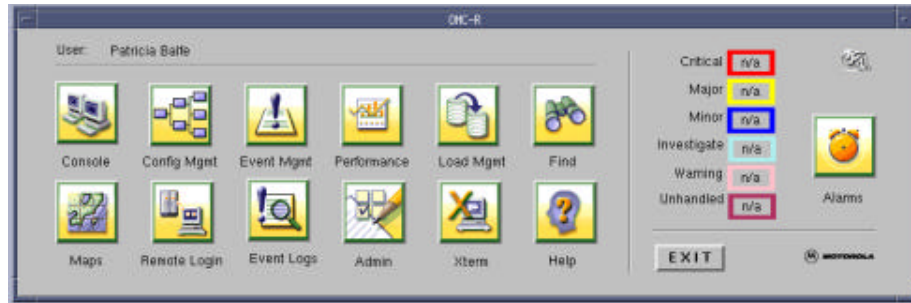 OMC-R
User: Patricia Balfe
Console Config Mgmt Event Mgmt Performance Load Mgmt Find
Maps Remote Login Event Logs Admin Xterm Help
Critical n/a
Major n/a
Minor n/a
Investigate n/a
Warning n/a
Unhandled n/a
Alarms
EXIT
MOTOROLA